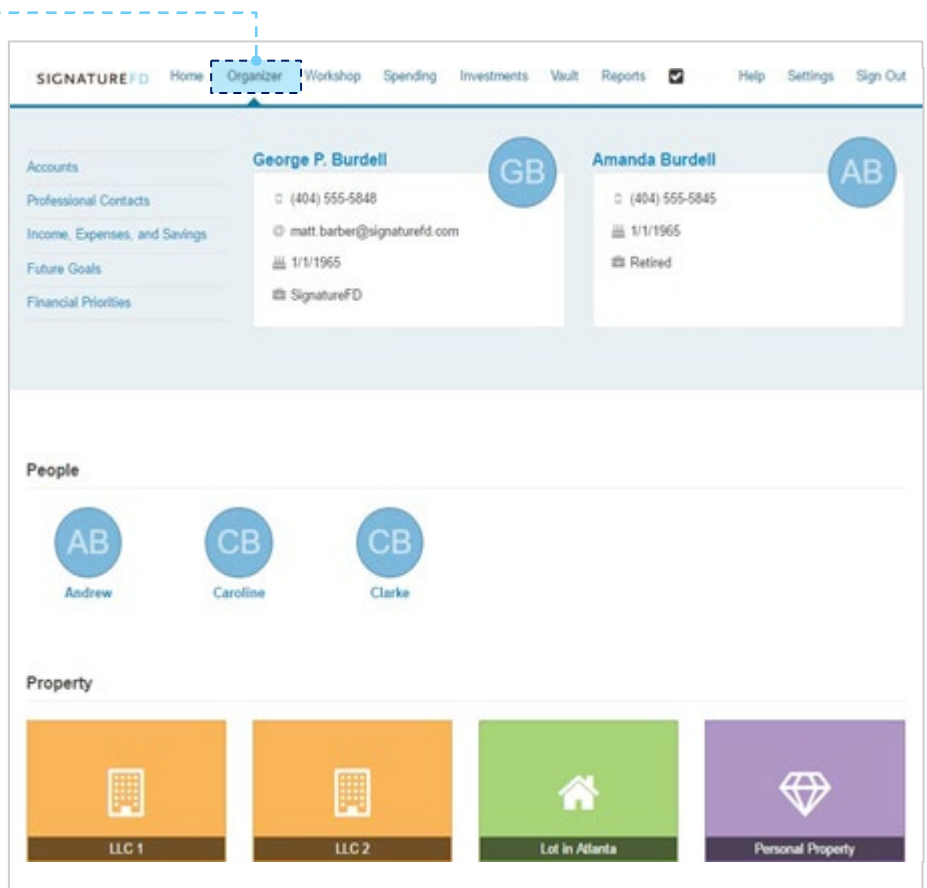 SIGNATUREFD Home Organizer Workshop Spending Investments Vault Reports Help Settings Sign Out
Accounts
Professional Contacts
Income, Expenses, and Savings
Future Goals
Financial Priorities
George P. Burdell
GB
(404) 555-5848
matt.barber@signaturefd.com
1/1/1965
SignatureFD
Amanda Burdell
AB
(404) 555-5845
1/1/1965
Retired
People
AB CB CB
Andrew Caroline Clarke
Property
LLC 1 LLC 2 Lot in Atlanta Personal Property